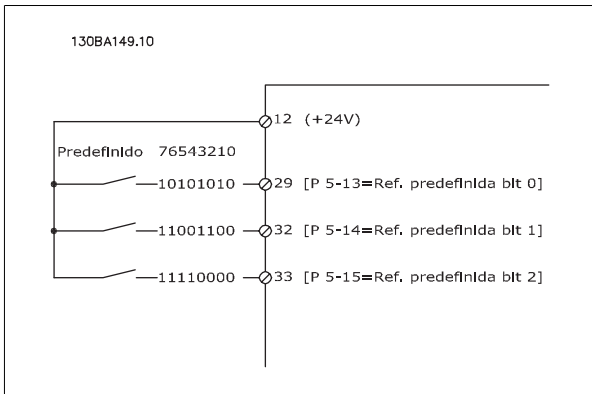 130BA149.10
12 (+24V)
Predefinido 76543210
10101010 29 [P 5-13=Ref. predefinida bit 0]
11001100 32 [P 5-14=Ref. predefinida bit 1]
11110000 33 [P 5-15=Ref. predefinida bit 2]